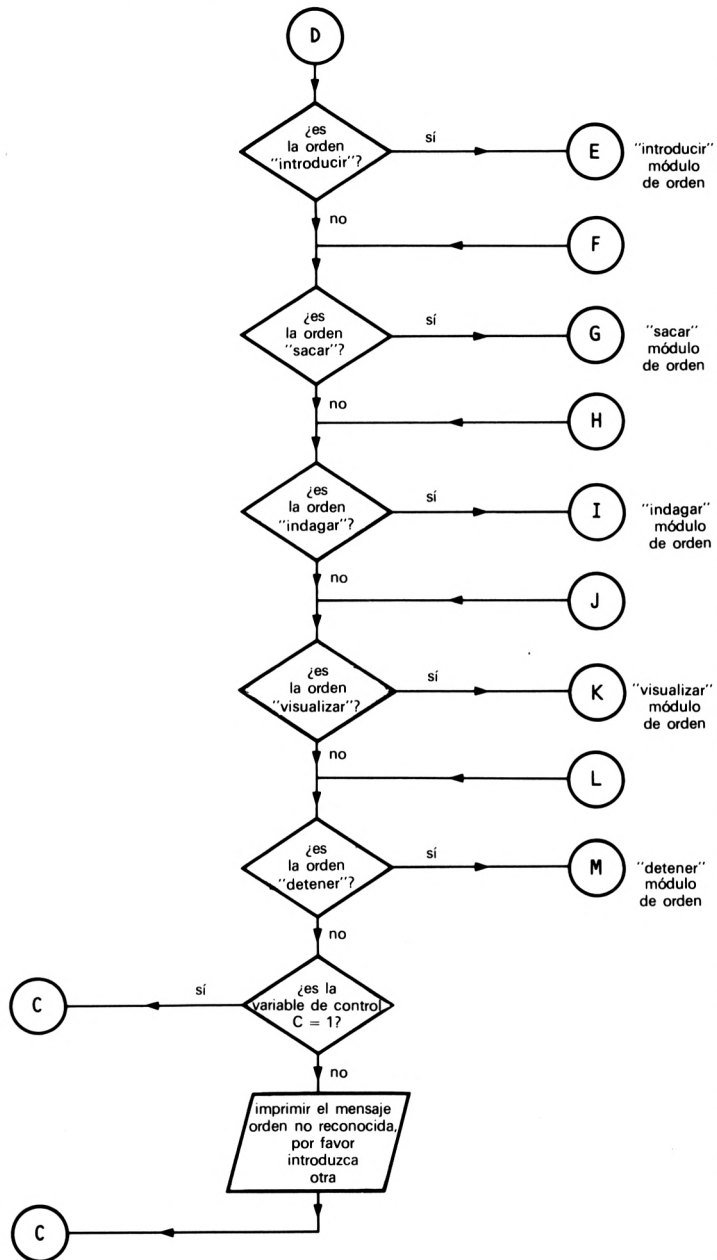 D
¿es
la orden
"introducir"?
sí
E
"introducir"
módulo
de orden
no
F
¿es
la orden
"sacar"?
sí
G
"sacar"
módulo
de orden
no
H
¿es
la orden
"indagar"?
sí
I
"indagar"
módulo
de orden
no
J
¿es
la orden
"visualizar"?
sí
K
"visualizar"
módulo
de orden
no
L
¿es
la orden
"detener"?
sí
M
"detener"
módulo
de orden
no
¿es la
variable de control
C = 1?
sí
C
no
imprimir el mensaje
orden no reconocida,
por favor
introduzca
otra
C